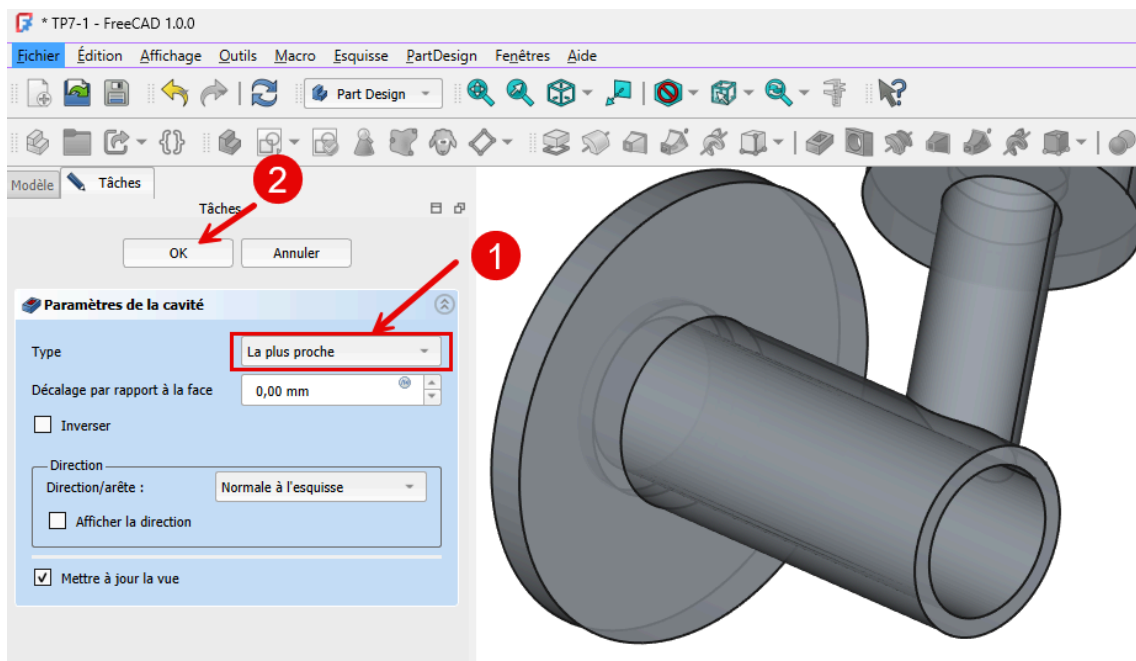 * TP7-1 - FreeCAD 1.0.0
Fichier Édition Affichage Outils Macro Esquisse PartDesign Fenêtres Aide
Part Design
Modèle Tâches
2
Tâches
OK Annuler
1
Paramètres de la cavité
Type La plus proche
Décalage par rapport à la face 0,00 mm
Inverser
Direction
Direction/arête : Normale à l'esquisse
Afficher la direction
Mettre à jour la vue